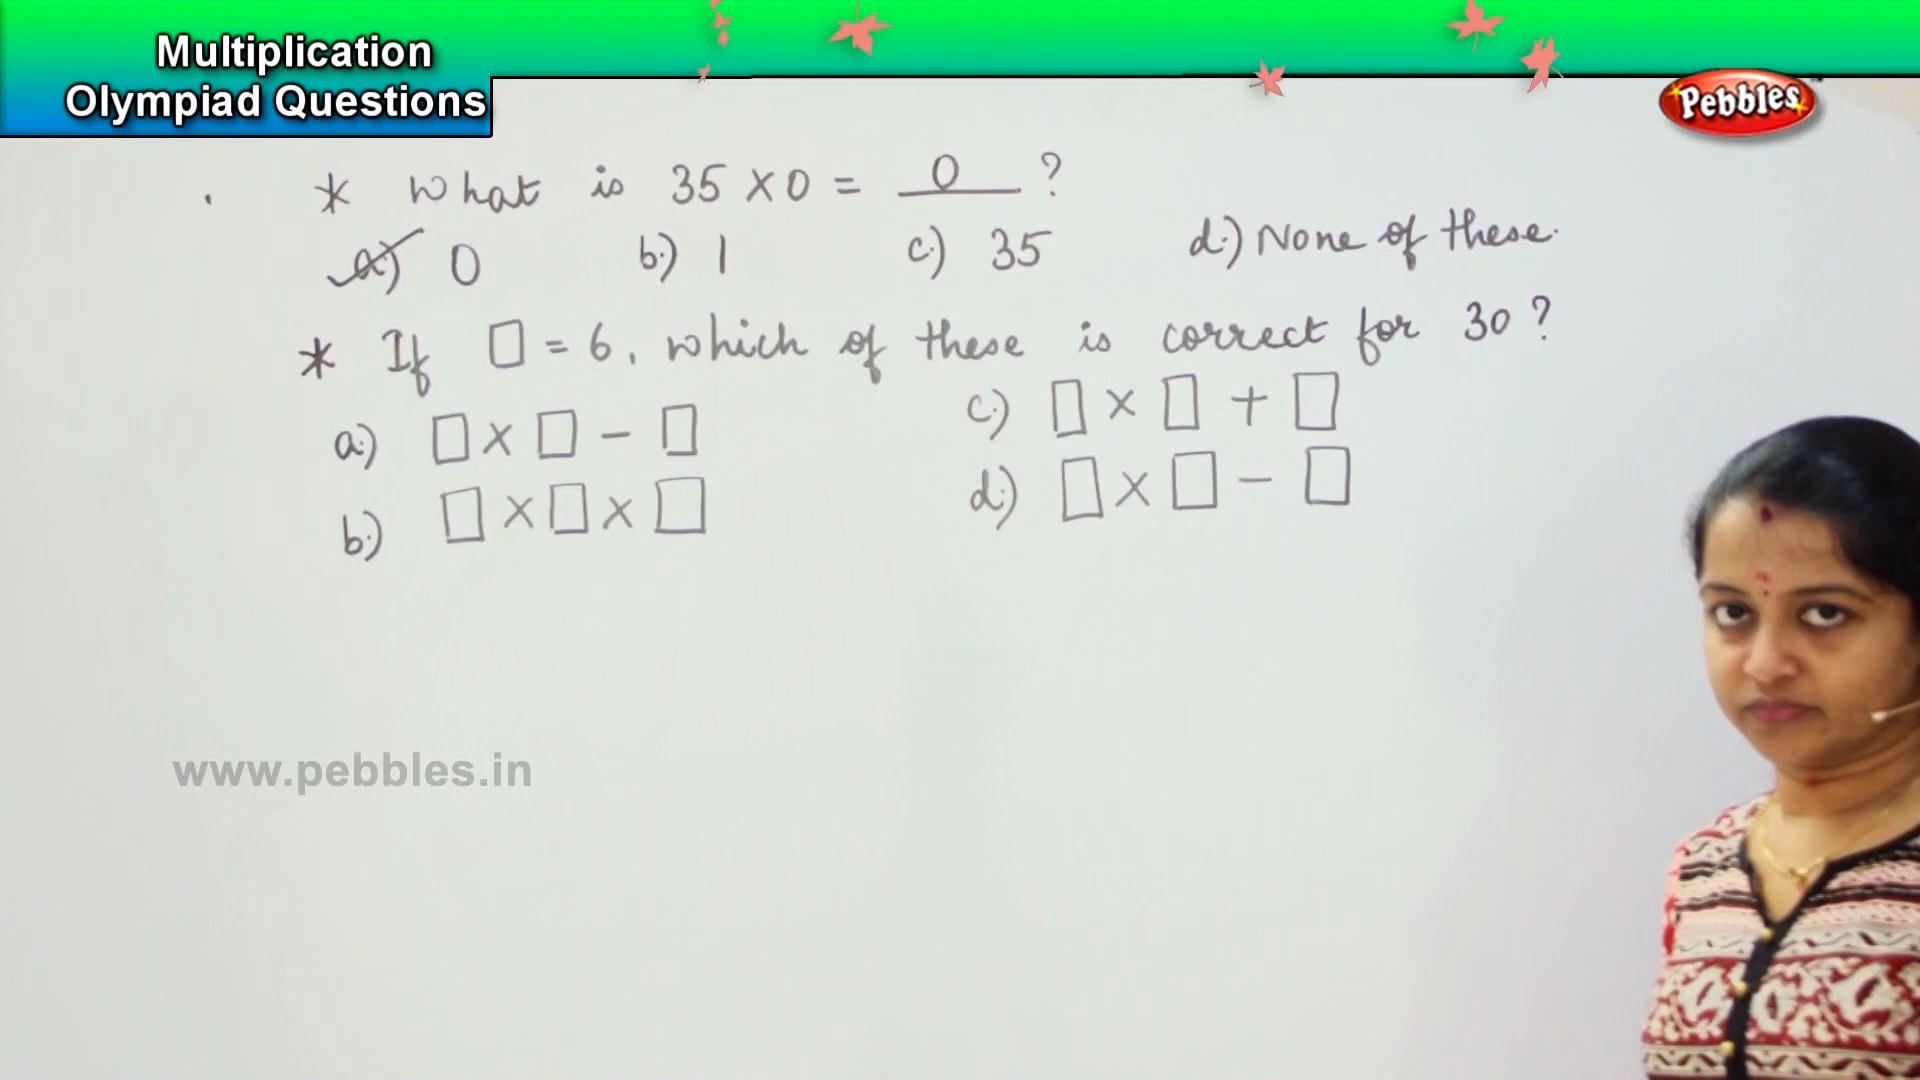 Multiplication
Olympiad Questions
Pebbles
* What is 35 × 0 = 0 ?
a.) 0 b.) 1 c.) 35 d.) None of these.
* If □ = 6, which of these is correct for 30 ?
a.) □ × □ - □ c.) □ × □ + □
b.) □ × □ × □ d.) □ × □ - □
www.pebbles.in